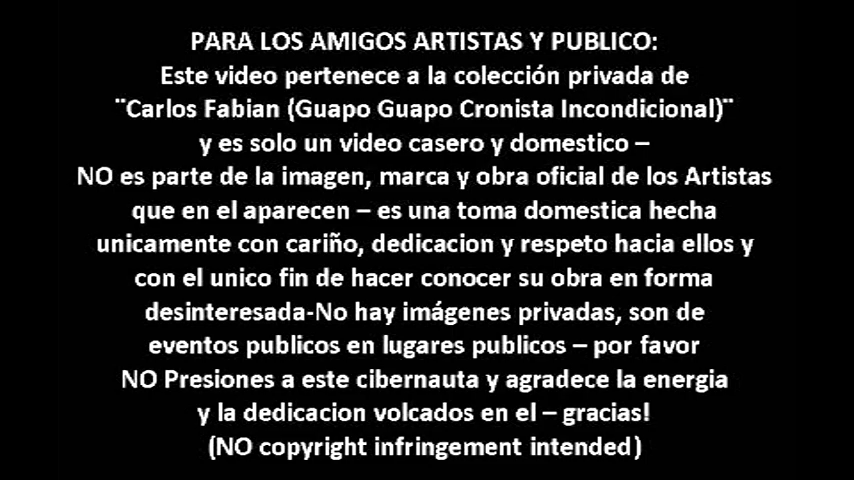 PARA LOS AMIGOS ARTISTAS Y PUBLICO:
Este video pertenece a la colección privada de
¨Carlos Fabian (Guapo Guapo Cronista Incondicional)¨
y es solo un video casero y domestico –
NO es parte de la imagen, marca y obra oficial de los Artistas
que en el aparecen – es una toma domestica hecha
unicamente con cariño, dedicacion y respeto hacia ellos y
con el unico fin de hacer conocer su obra en forma
desinteresada-No hay imágenes privadas, son de
eventos publicos en lugares publicos – por favor
NO Presiones a este cibernauta y agradece la energia
y la dedicacion volcados en el – gracias!
(NO copyright infringement intended)